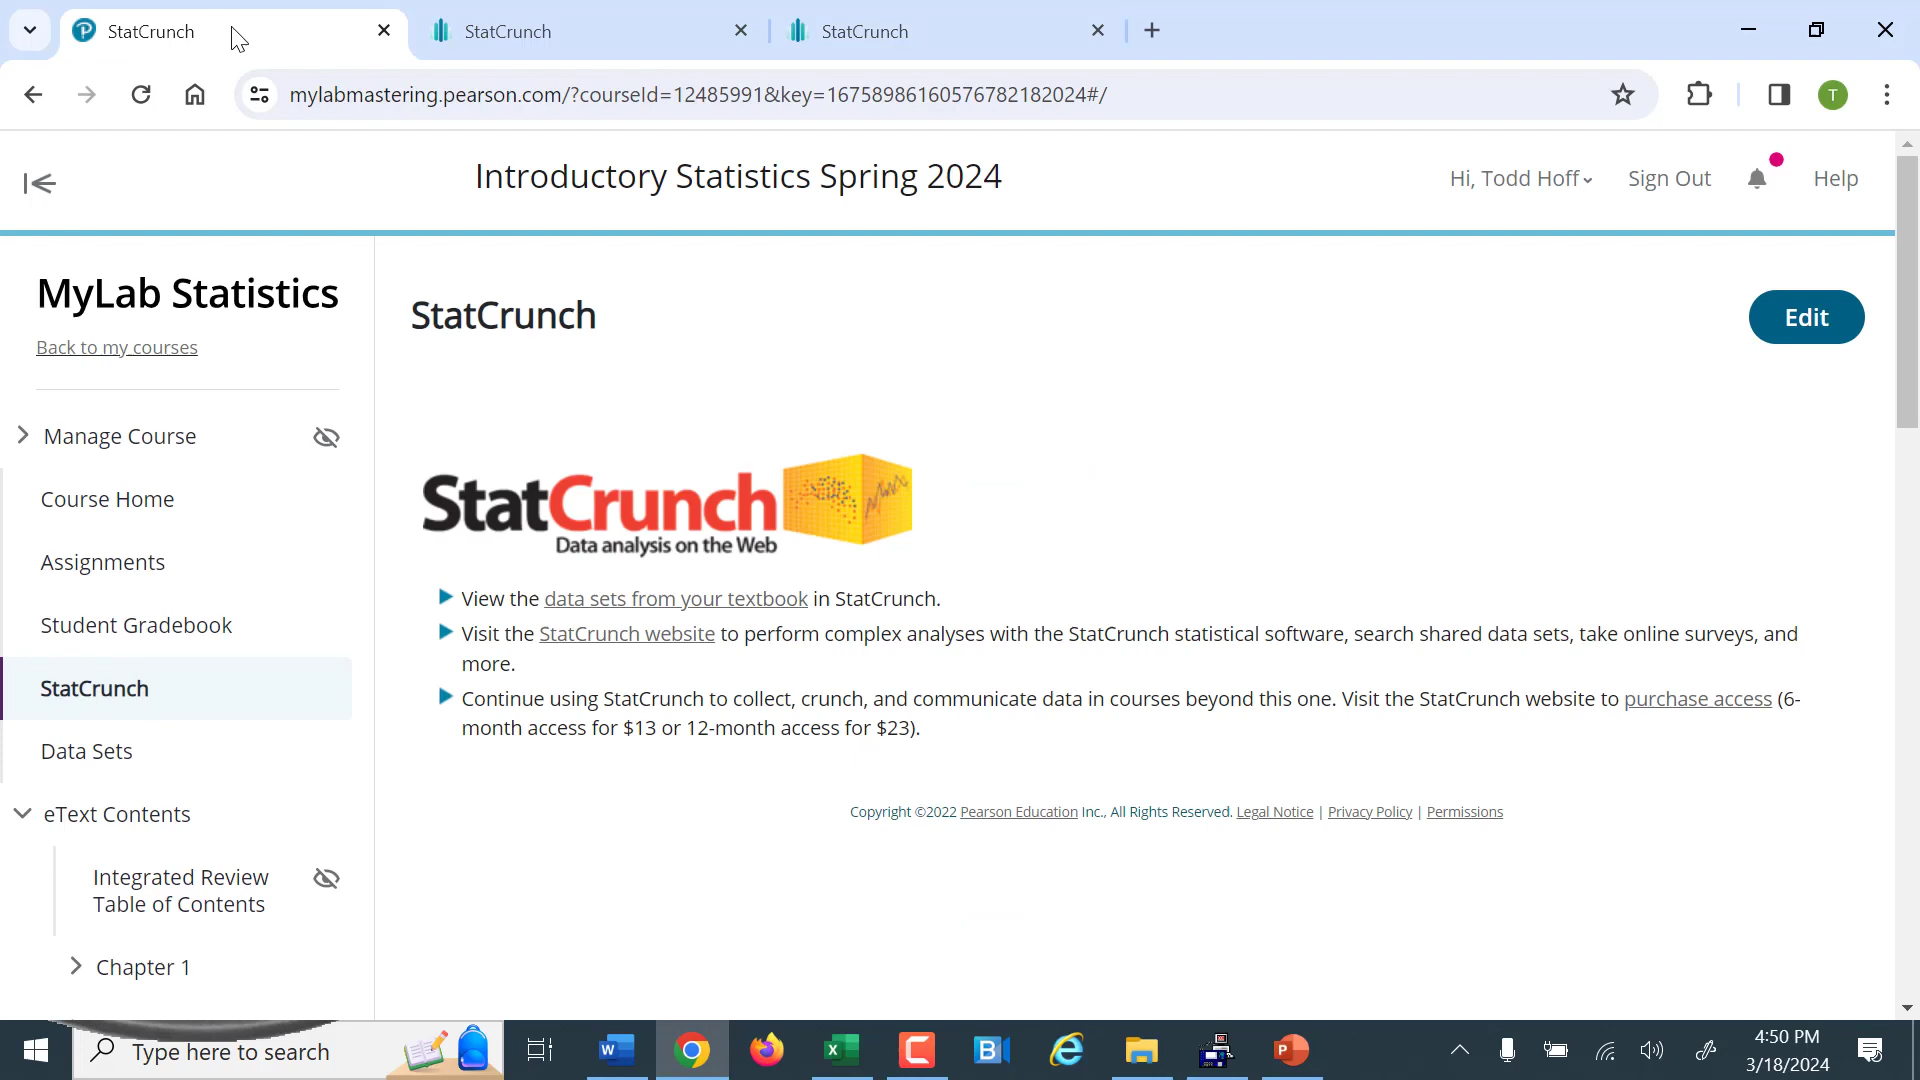 StatCrunch
StatCrunch
StatCrunch
mylabmastering.pearson.com/?courseId=12485991&key=16758986160576782182024#/
T
Introductory Statistics Spring 2024
Hi, Todd Hoff
Sign Out
Help
MyLab Statistics
Back to my courses
Manage Course
Course Home
Assignments
Student Gradebook
StatCrunch
Data Sets
eText Contents
Integrated Review
Table of Contents
Chapter 1
StatCrunch
Edit
StatCrunch
Data analysis on the Web
View the data sets from your textbook in StatCrunch.
Visit the StatCrunch website to perform complex analyses with the StatCrunch statistical software, search shared data sets, take online surveys, and
more.
Continue using StatCrunch to collect, crunch, and communicate data in courses beyond this one. Visit the StatCrunch website to purchase access (6-
month access for $13 or 12-month access for $23).
Copyright ©2022 Pearson Education Inc., All Rights Reserved. Legal Notice | Privacy Policy | Permissions
Type here to search
4:50 PM
3/18/2024